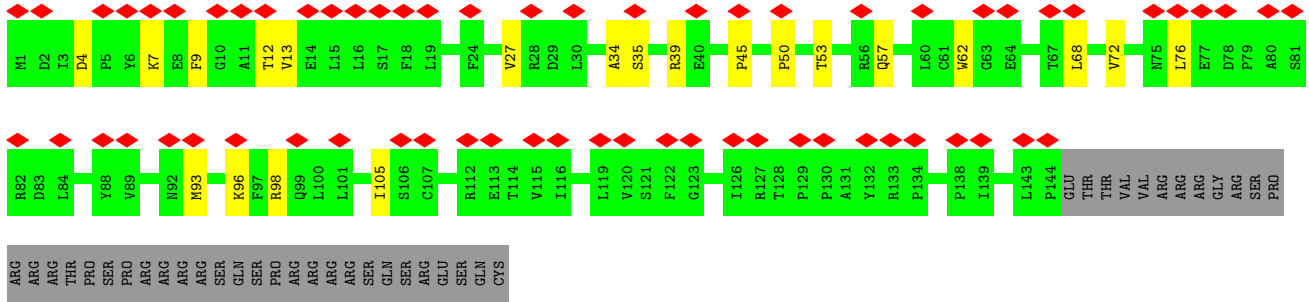 M1 D2 I3 D4 P5 Y6 K7 E8 F9 G10 A11 T12 V13 E14 L15 L16 S17 F18 L19 F24 V27 R28 D29 L30 A34 S35 R39 E40 P45 P50 T53 R56 Q57 L60 C61 W62 G63 E64 T67 L68 V72 N75 L76 E77 D78 P79 A80 S81
R82 D83 L84 Y88 V89 N92 M93 K96 F97 R98 Q99 L100 L101 I105 S106 C107 R112 E113 T114 V115 I116 L119 V120 S121 F122 G123 I126 R127 T128 P129 P130 A131 Y132 R133 P134 P138 I139 L143 P144 GLU THR THR VAL VAL ARG ARG ARG GLY ARG SER PRO
ARG ARG ARG THR PRO SER PRO ARG ARG ARG ARG SER GLN SER PRO ARG ARG ARG ARG SER GLN SER ARG GLU SER GLN CYS